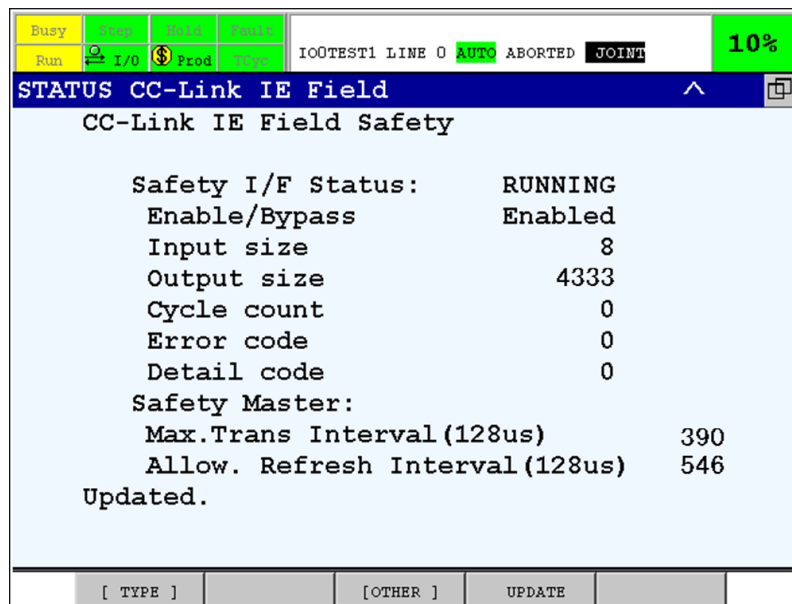 Busy Step Hold Fault
Run I/O Prod TCyc
IO0TEST1 LINE 0 AUTO ABORTED JOINT
10%
STATUS CC-Link IE Field
CC-Link IE Field Safety
Safety I/F Status: RUNNING
Enable/Bypass Enabled
Input size 8
Output size 4333
Cycle count 0
Error code 0
Detail code 0
Safety Master:
Max.Trans Interval(128us) 390
Allow. Refresh Interval(128us) 546
Updated.
[ TYPE ] [OTHER ] UPDATE